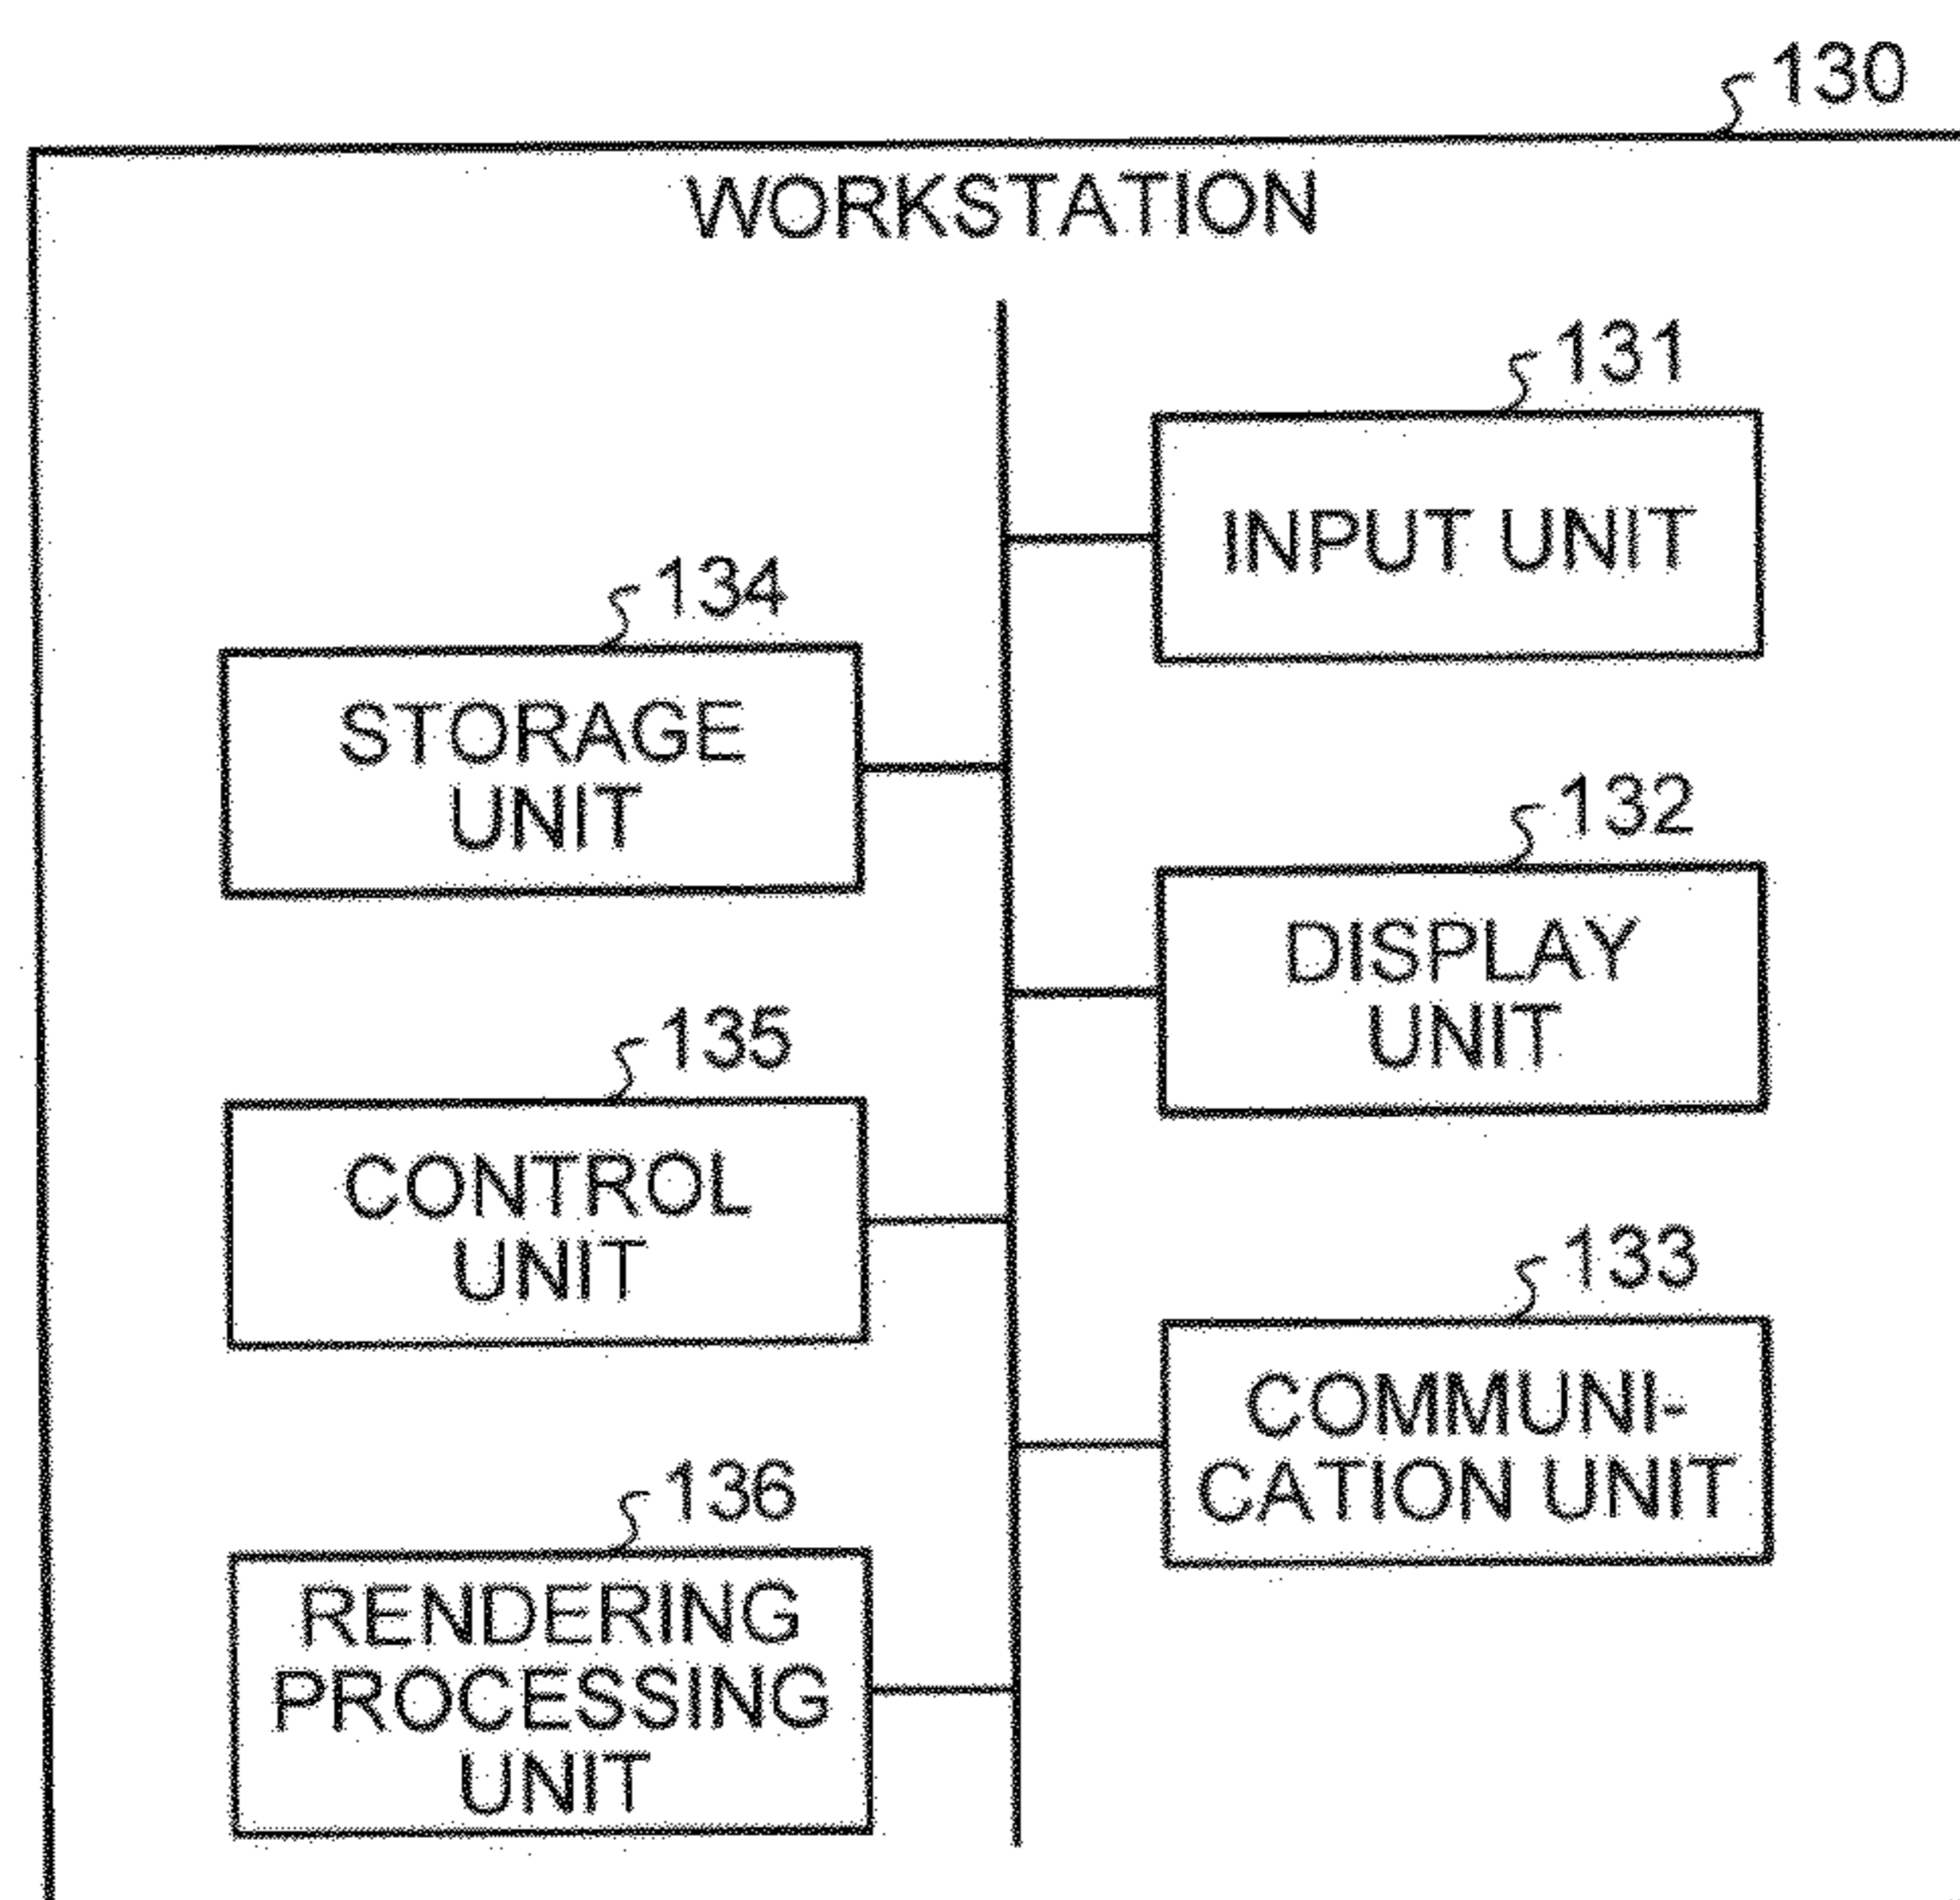 130
WORKSTATION
131
INPUT UNIT
134
STORAGE
UNIT
132
DISPLAY
UNIT
135
CONTROL
UNIT
133
COMMUNI-
CATION UNIT
136
RENDERING
PROCESSING
UNIT